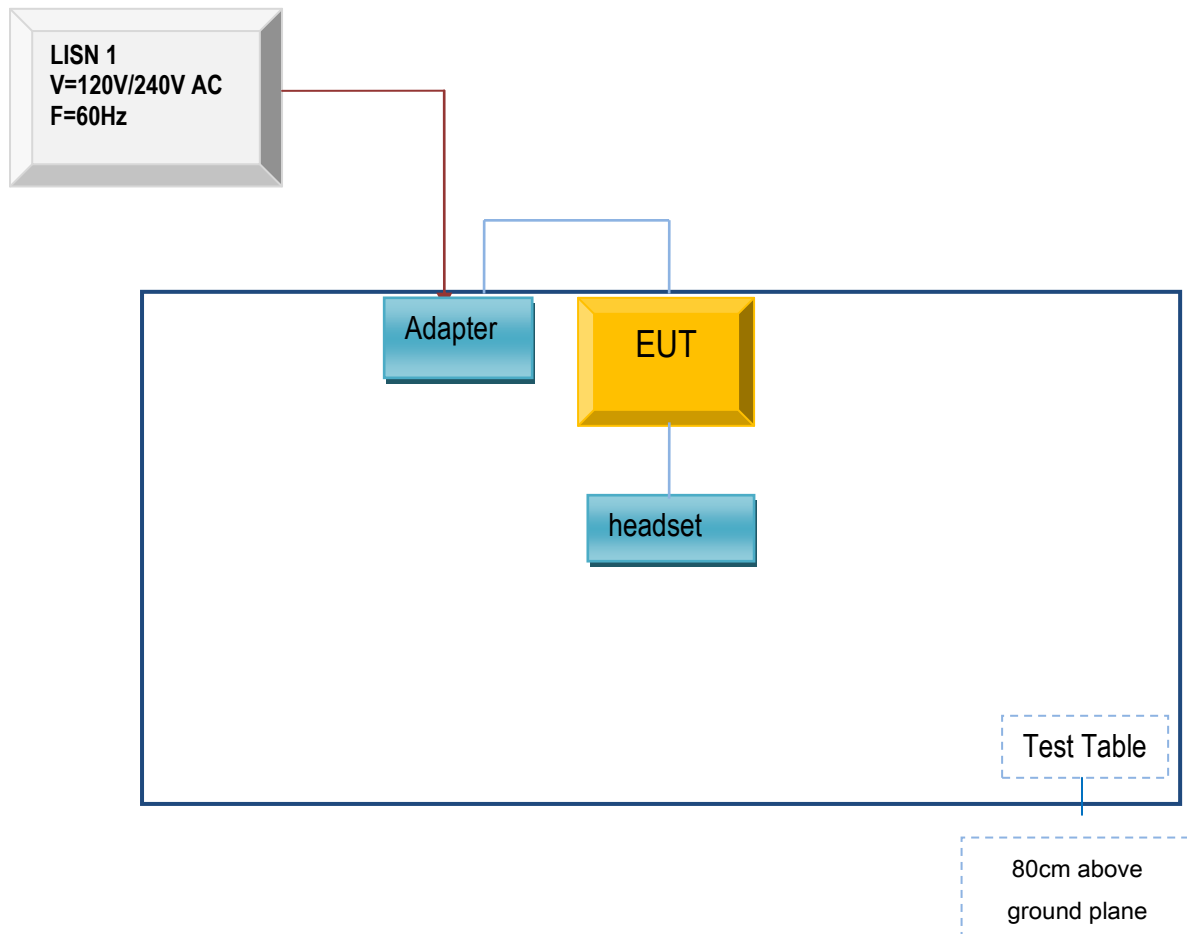 LISN 1
V=120V/240V AC
F=60Hz
Adapter
EUT
headset
Test Table
80cm above
ground plane